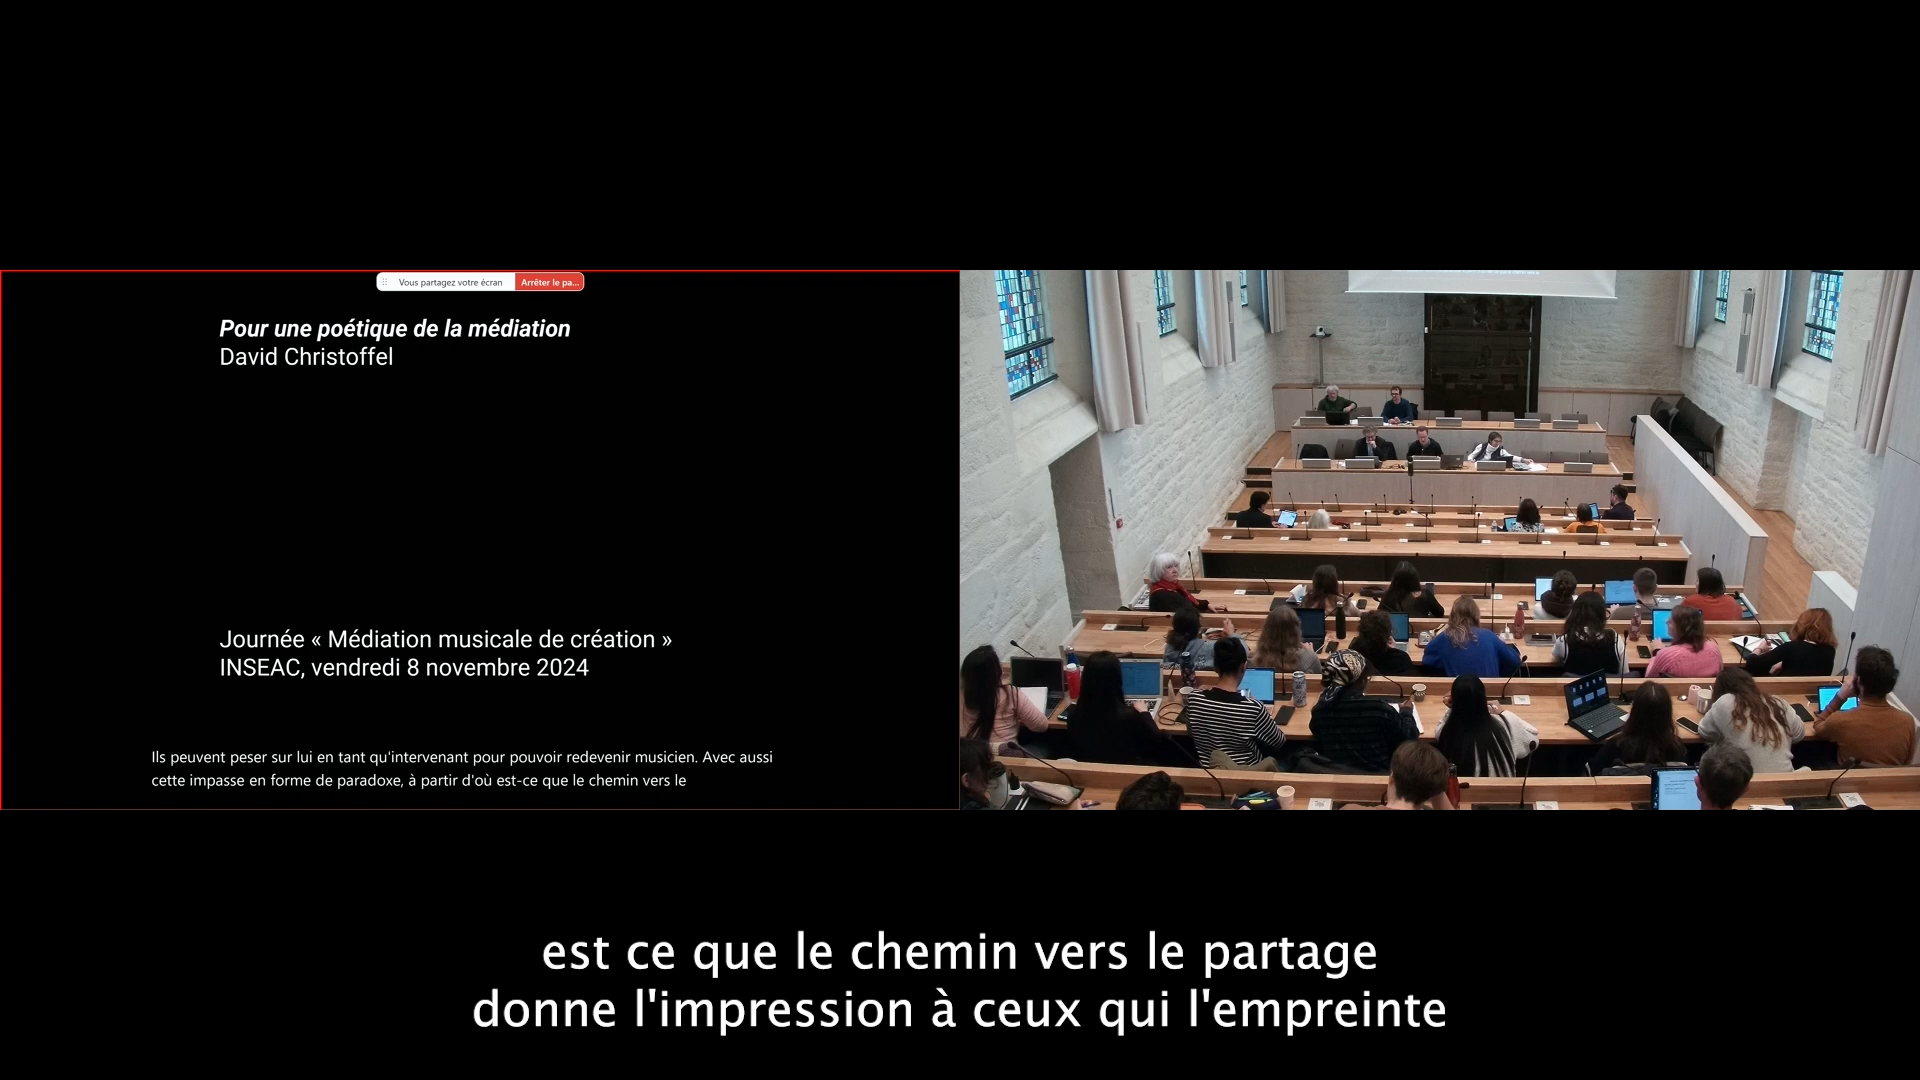 Vous partagez votre écran
Arrêter le pa...
Pour une poétique de la médiation
David Christoffel
Journée « Médiation musicale de création »
INSEAC, vendredi 8 novembre 2024
Ils peuvent peser sur lui en tant qu'intervenant pour pouvoir redevenir musicien. Avec aussi
cette impasse en forme de paradoxe, à partir d'où est-ce que le chemin vers le
est ce que le chemin vers le partage
donne l'impression à ceux qui l'empreinte